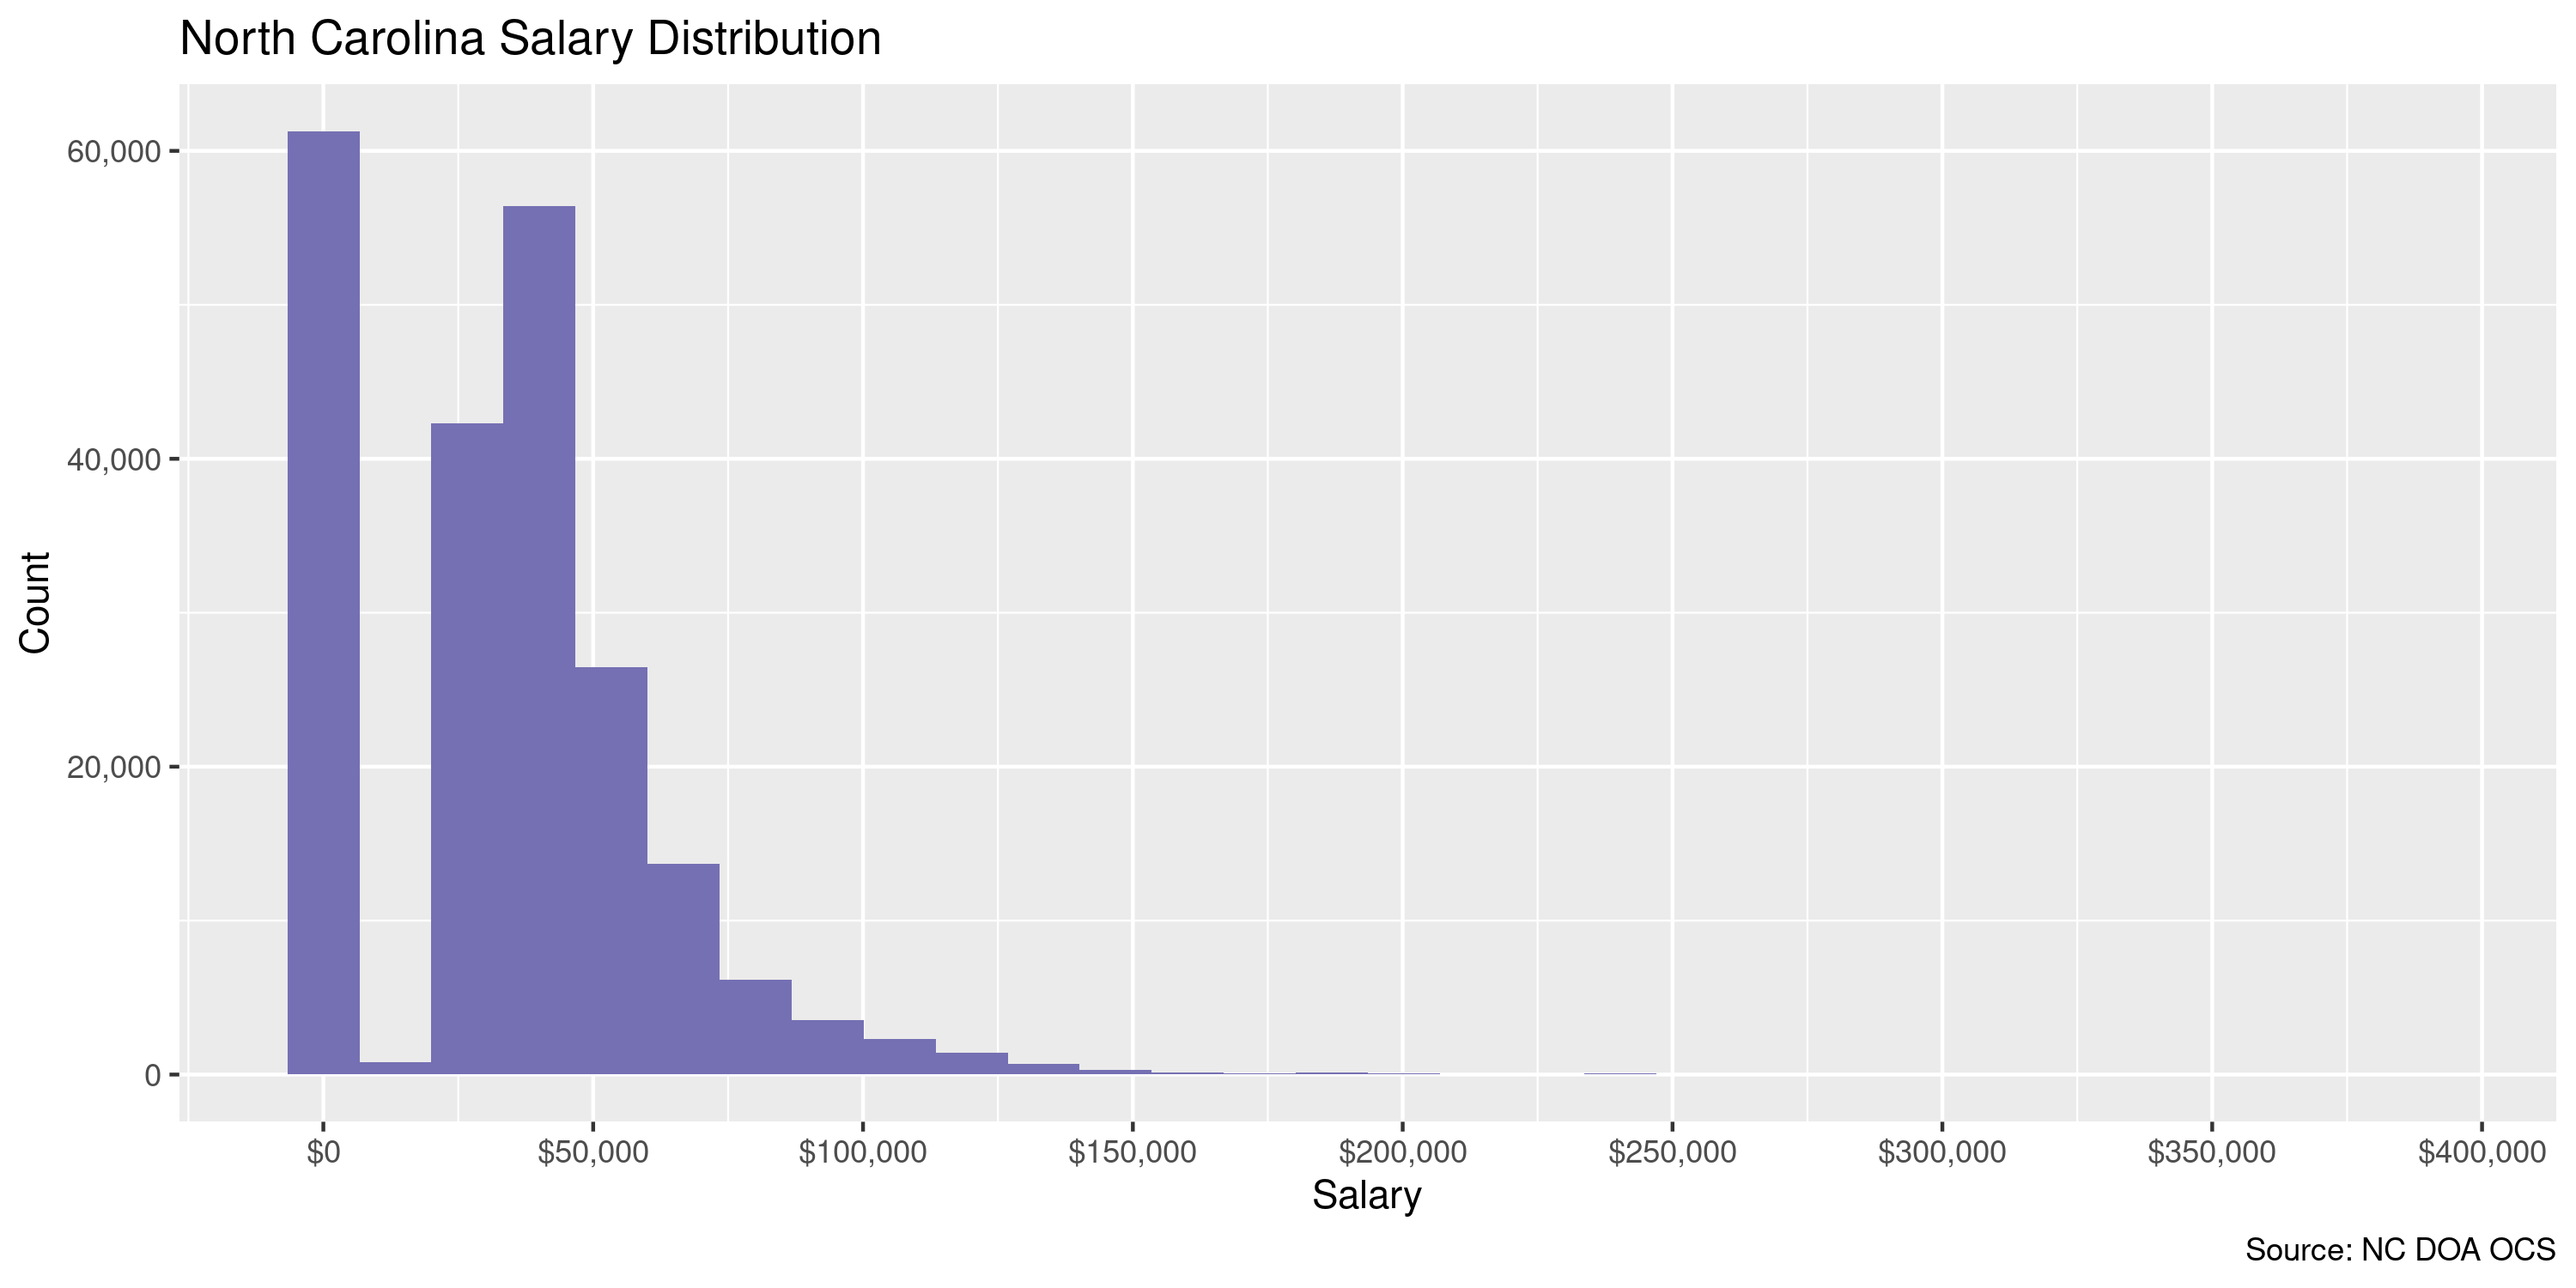 North Carolina Salary Distribution
60,000
40,000
20,000
0
Count
$0 $50,000 $100,000 $150,000 $200,000 $250,000 $300,000 $350,000 $400,000
Salary
Source: NC DOA OCS